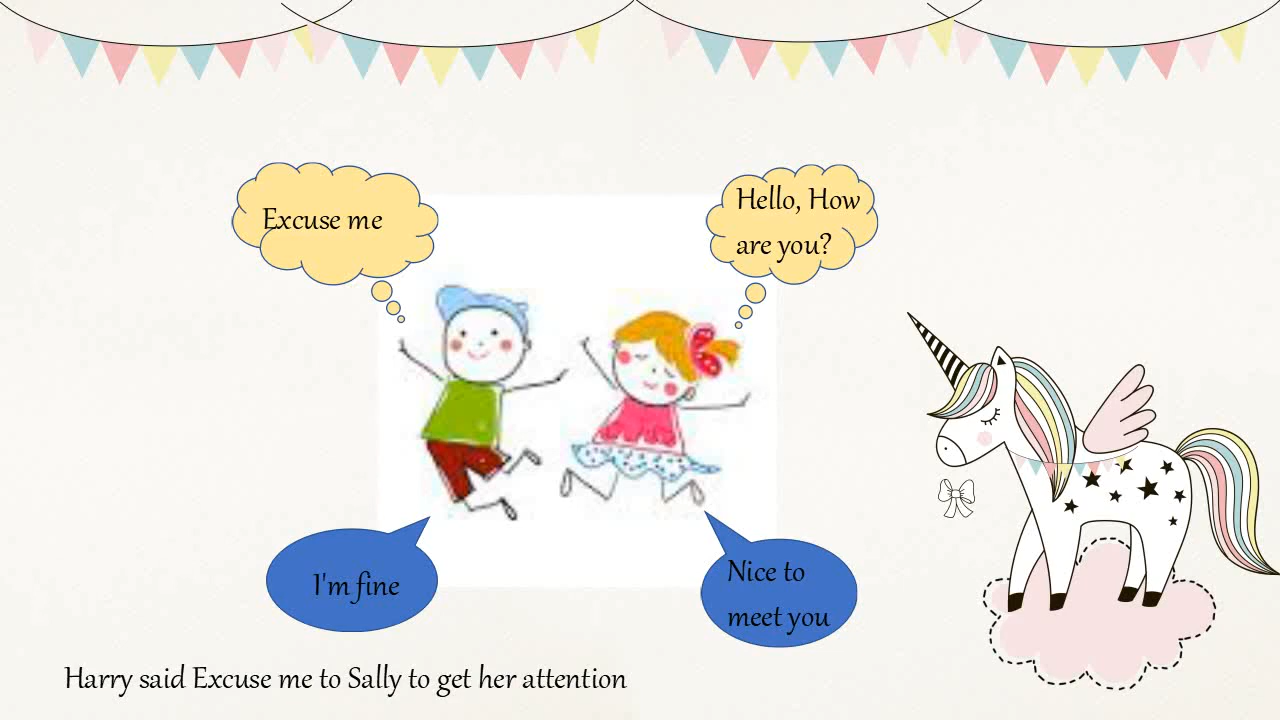 Excuse me
Hello, How
are you?
I'm fine
Nice to
meet you
Harry said Excuse me to Sally to get her attention